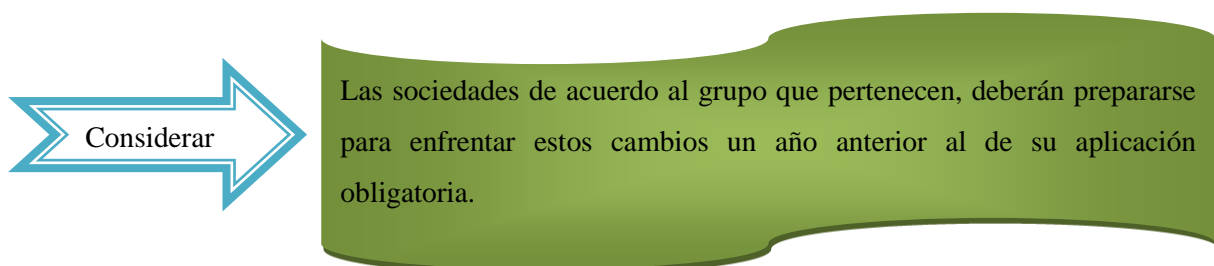 Considerar
Las sociedades de acuerdo al grupo que pertenecen, deberán prepararse
para enfrentar estos cambios un año anterior al de su aplicación
obligatoria.